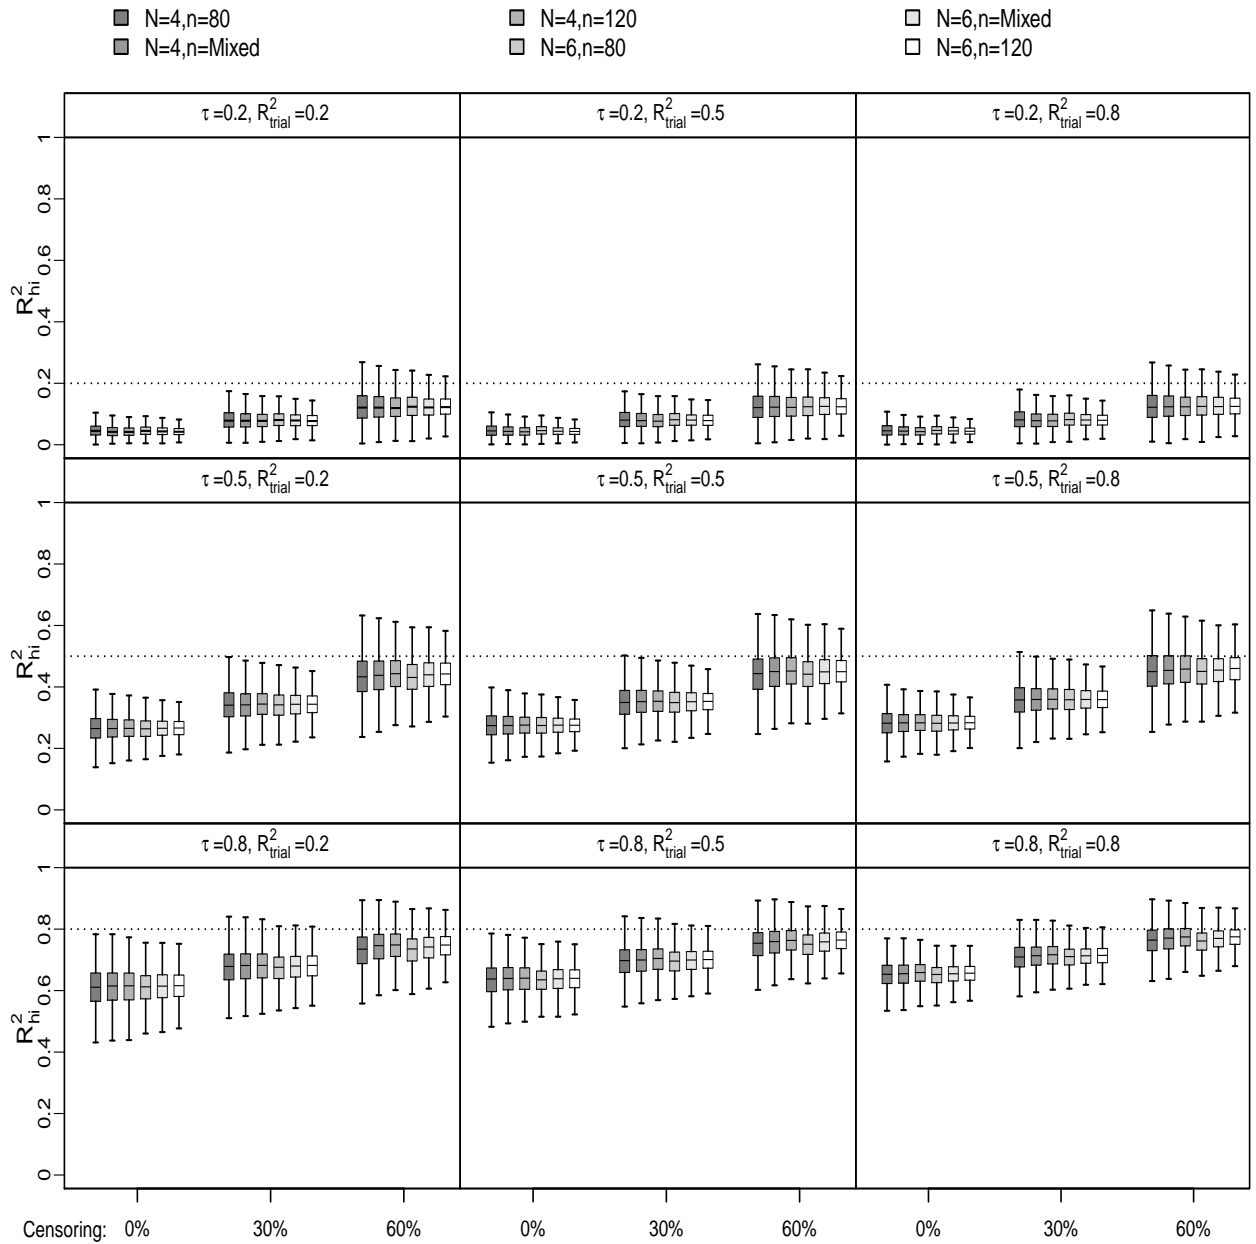 N=4,n=80 N=4,n=120 N=6,n=Mixed
N=4,n=Mixed N=6,n=80 N=6,n=120
τ =0.2, R²trial =0.2 τ =0.2, R²trial =0.5 τ =0.2, R²trial =0.8
1
0.8
0.6
R²hi
0.4
0.2
0
τ =0.5, R²trial =0.2 τ =0.5, R²trial =0.5 τ =0.5, R²trial =0.8
1
0.8
0.6
R²hi
0.4
0.2
0
τ =0.8, R²trial =0.2 τ =0.8, R²trial =0.5 τ =0.8, R²trial =0.8
1
0.8
0.6
R²hi
0.4
0.2
0
Censoring: 0% 30% 60% 0% 30% 60% 0% 30% 60%